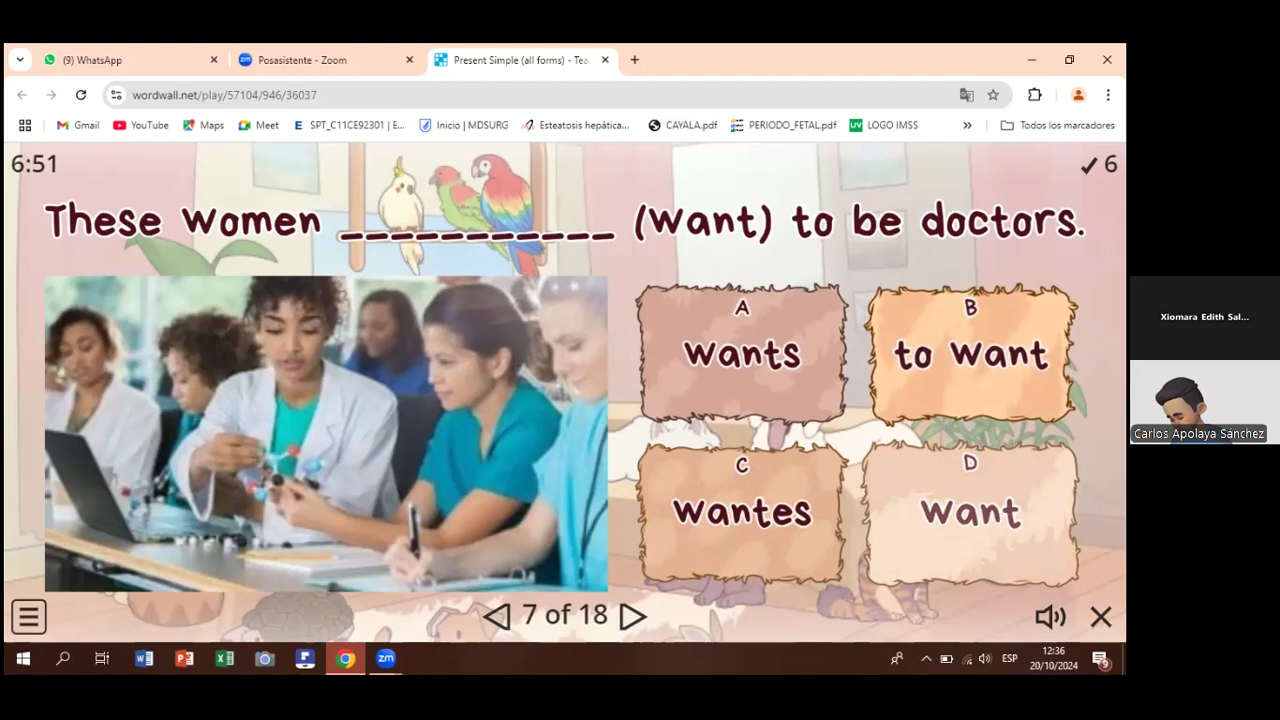 (9) WhatsApp
Posasistente - Zoom
Present Simple (all forms) - Tea
wordwall.net/play/57104/946/36037
Gmail
YouTube
Maps
Meet
SPT_C11CE92301 | E...
Inicio | MDSURG
Esteatosis hepática...
CAYALA.pdf
PERIODO_FETAL.pdf
LOGO IMSS
Todos los marcadores
6:51
6
These women ___________ (want) to be doctors.
A
wants
B
to want
C
wantes
D
want
7 of 18
Xiomara Edith Sal...
Carlos Apolaya Sánchez
ESP
12:36
20/10/2024
9